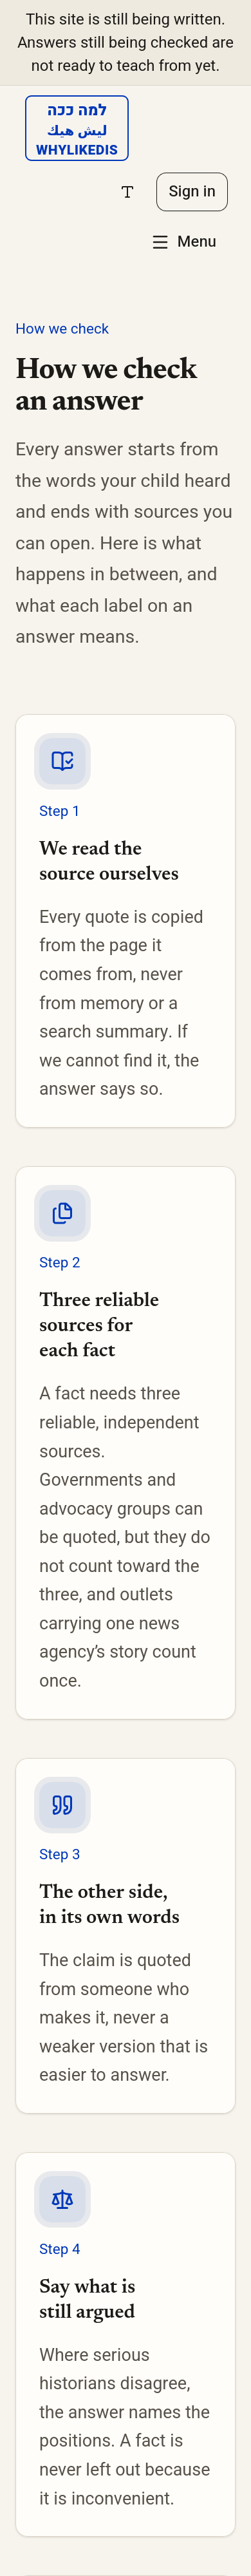 This site is still being written.
Answers still being checked are
not ready to teach from yet.
למה ככה
ليش هيك
WHYLIKEDIS
T
Sign in
Menu
How we check
How we check
an answer
Every answer starts from
the words your child heard
and ends with sources you
can open. Here is what
happens in between, and
what each label on an
answer means.
Step 1
We read the
source ourselves
Every quote is copied
from the page it
comes from, never
from memory or a
search summary. If
we cannot find it, the
answer says so.
Step 2
Three reliable
sources for
each fact
A fact needs three
reliable, independent
sources.
Governments and
advocacy groups can
be quoted, but they do
not count toward the
three, and outlets
carrying one news
agency’s story count
once.
Step 3
The other side,
in its own words
The claim is quoted
from someone who
makes it, never a
weaker version that is
easier to answer.
Step 4
Say what is
still argued
Where serious
historians disagree,
the answer names the
positions. A fact is
never left out because
it is inconvenient.